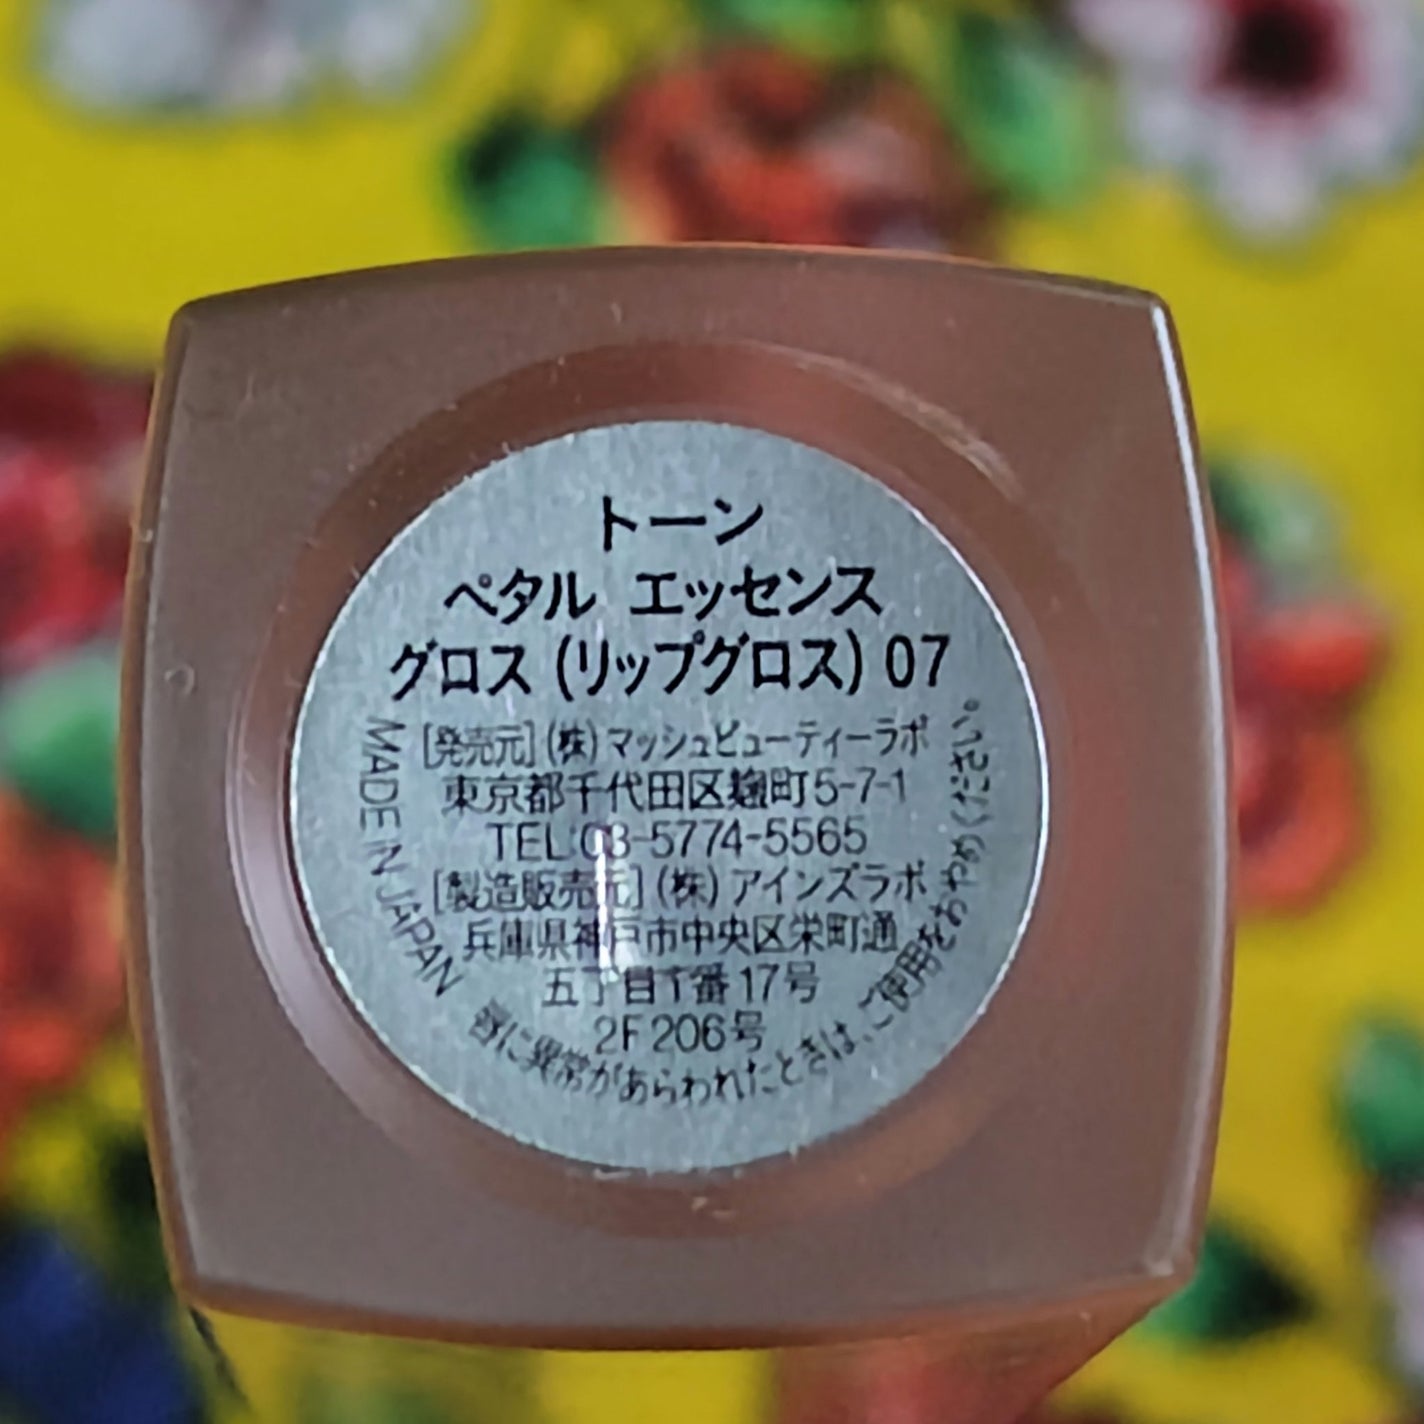 トーン
ペタル エッセンス
グロス (リップグロス) 07
[発売元] (株) マッシュビューティーラボ
東京都千代田区麹町5-7-1
TEL:03-5774-5565
[製造販売元] (株) アインズラボ
兵庫県神戸市中央区栄町通
五丁目1番17号
2F 206号
MADE IN JAPAN
唇に異常があらわれたときは、ご使用をおやめください。